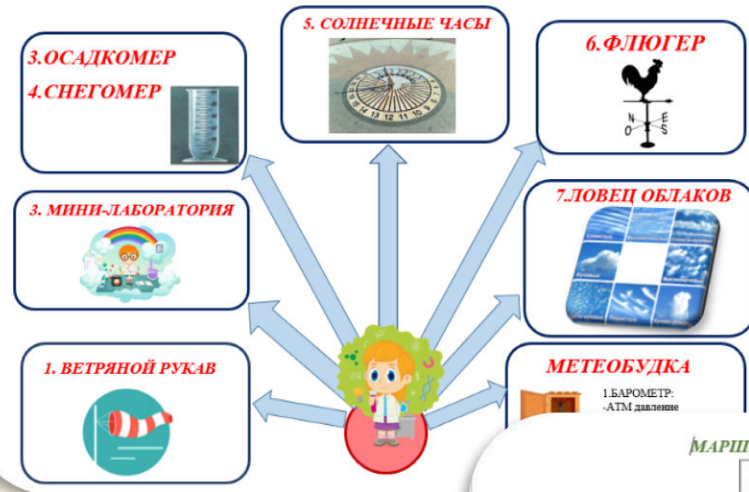 5. СОЛНЕЧНЫЕ ЧАСЫ
3.ОСАДКОМЕР
4.СНЕГОМЕР
6.ФЛЮГЕР
N E
O S
3. МИНИ-ЛАБОРАТОРИЯ
7.ЛОВЕЦ ОБЛАКОВ
1. ВЕТРЯНОЙ РУКАВ
МЕТЕОБУДКА
1.БАРОМЕТР:
-АТМ давление